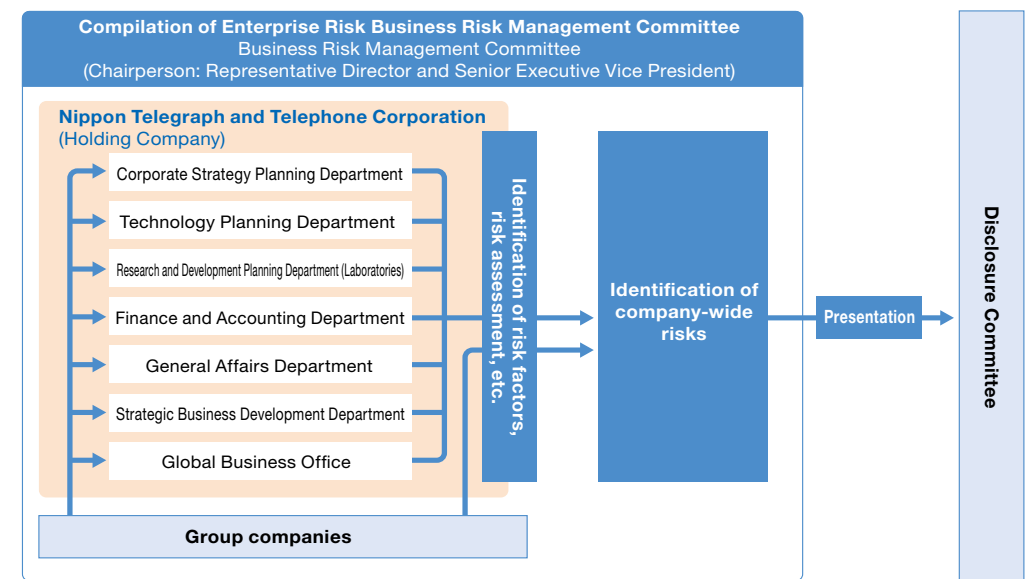 Compilation of Enterprise Risk Business Risk Management Committee
Business Risk Management Committee
(Chairperson: Representative Director and Senior Executive Vice President)
Nippon Telegraph and Telephone Corporation
(Holding Company)
Corporate Strategy Planning Department
Technology Planning Department
Research and Development Planning Department (Laboratories)
Finance and Accounting Department
General Affairs Department
Strategic Business Development Department
Global Business Office
Group companies
Identification of risk factors,
risk assessment, etc.
Identification of
company-wide
risks
Presentation
Disclosure Committee